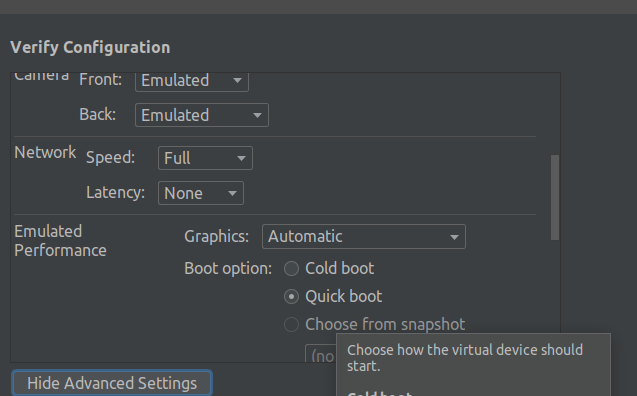 Verify Configuration
Camera Front: Emulated
Back: Emulated
Network Speed: Full
Latency: None
Emulated Performance
Graphics: Automatic
Boot option: Cold boot
Quick boot
Choose from snapshot
(no
Choose how the virtual device should
start.
Cold boot
Hide Advanced Settings